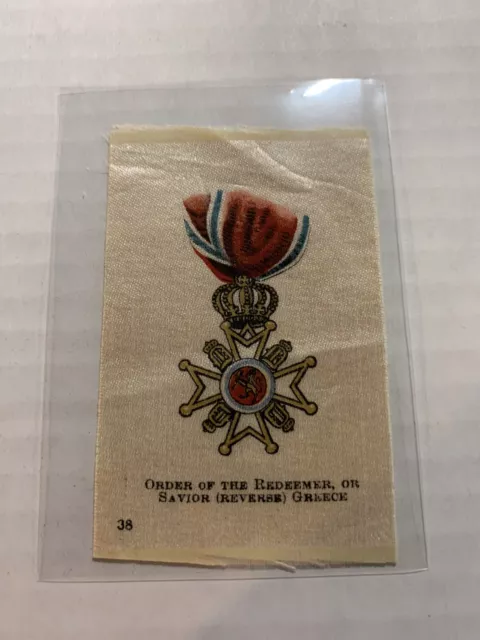 ORDER OF THE REDEEMER, OR
SAVIOR (REVERSE) GREECE
38